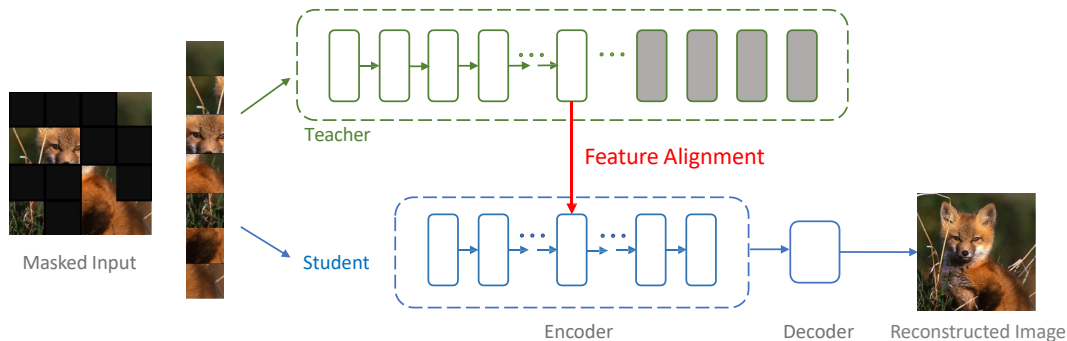 Teacher
Feature Alignment
Masked Input
Student
Encoder
Decoder
Reconstructed Image